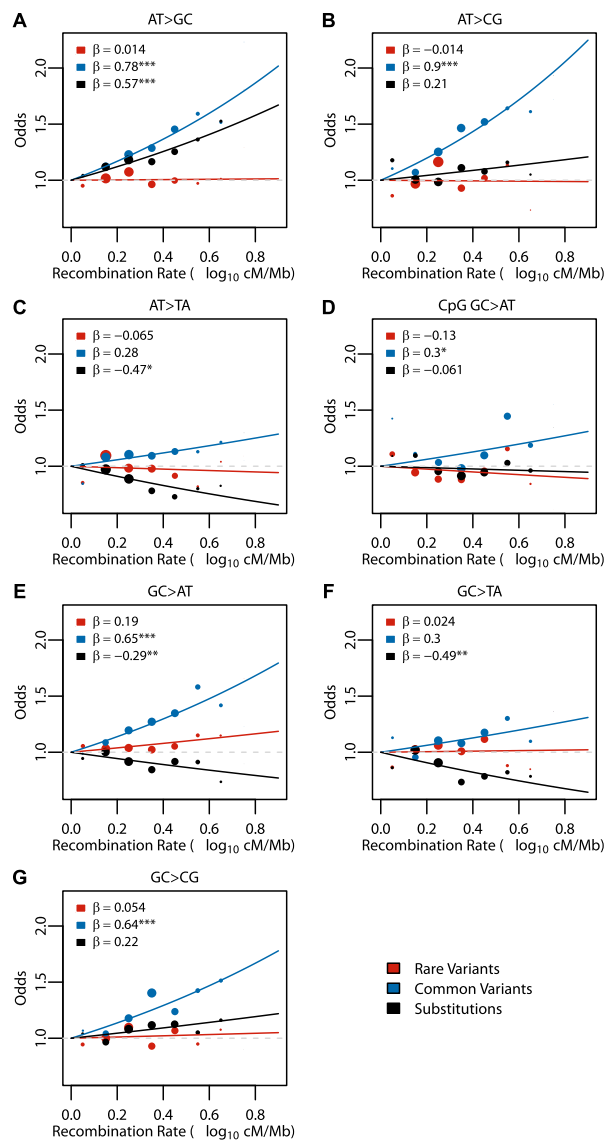 A
AT>GC
β = 0.014
β = 0.78***
β = 0.57***
Odds
1.0 1.5 2.0
0.0 0.2 0.4 0.6 0.8
Recombination Rate ( log10 cM/Mb)
B
AT>CG
β = −0.014
β = 0.9***
β = 0.21
Odds
1.0 1.5 2.0
0.0 0.2 0.4 0.6 0.8
Recombination Rate ( log10 cM/Mb)
C
AT>TA
β = −0.065
β = 0.28
β = −0.47*
Odds
1.0 1.5 2.0
0.0 0.2 0.4 0.6 0.8
Recombination Rate ( log10 cM/Mb)
D
CpG GC>AT
β = −0.13
β = 0.3*
β = −0.061
Odds
1.0 1.5 2.0
0.0 0.2 0.4 0.6 0.8
Recombination Rate ( log10 cM/Mb)
E
GC>AT
β = 0.19
β = 0.65***
β = −0.29**
Odds
1.0 1.5 2.0
0.0 0.2 0.4 0.6 0.8
Recombination Rate ( log10 cM/Mb)
F
GC>TA
β = 0.024
β = 0.3
β = −0.49**
Odds
1.0 1.5 2.0
0.0 0.2 0.4 0.6 0.8
Recombination Rate ( log10 cM/Mb)
G
GC>CG
β = 0.054
β = 0.64***
β = 0.22
Odds
1.0 1.5 2.0
0.0 0.2 0.4 0.6 0.8
Recombination Rate ( log10 cM/Mb)
Rare Variants
Common Variants
Substitutions